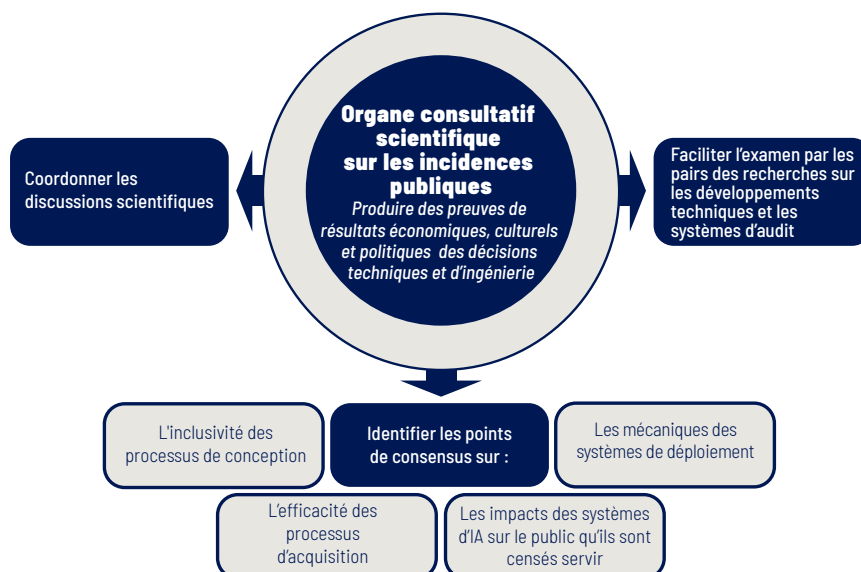 Organe consultatif
scientifique
sur les incidences
publiques
Produire des preuves de
résultats économiques, culturels
et politiques des décisions
techniques et d'ingénierie
Coordonner les
discussions scientifiques
Faciliter l'examen par les
pairs des recherches sur
les développements
techniques et les
systèmes d'audit
Identifier les points
de consensus sur :
L'inclusivité des
processus de conception
Les mécaniques des
systèmes de déploiement
L'efficacité des
processus
d'acquisition
Les impacts des systèmes
d'IA sur le public qu'ils sont
censés servir